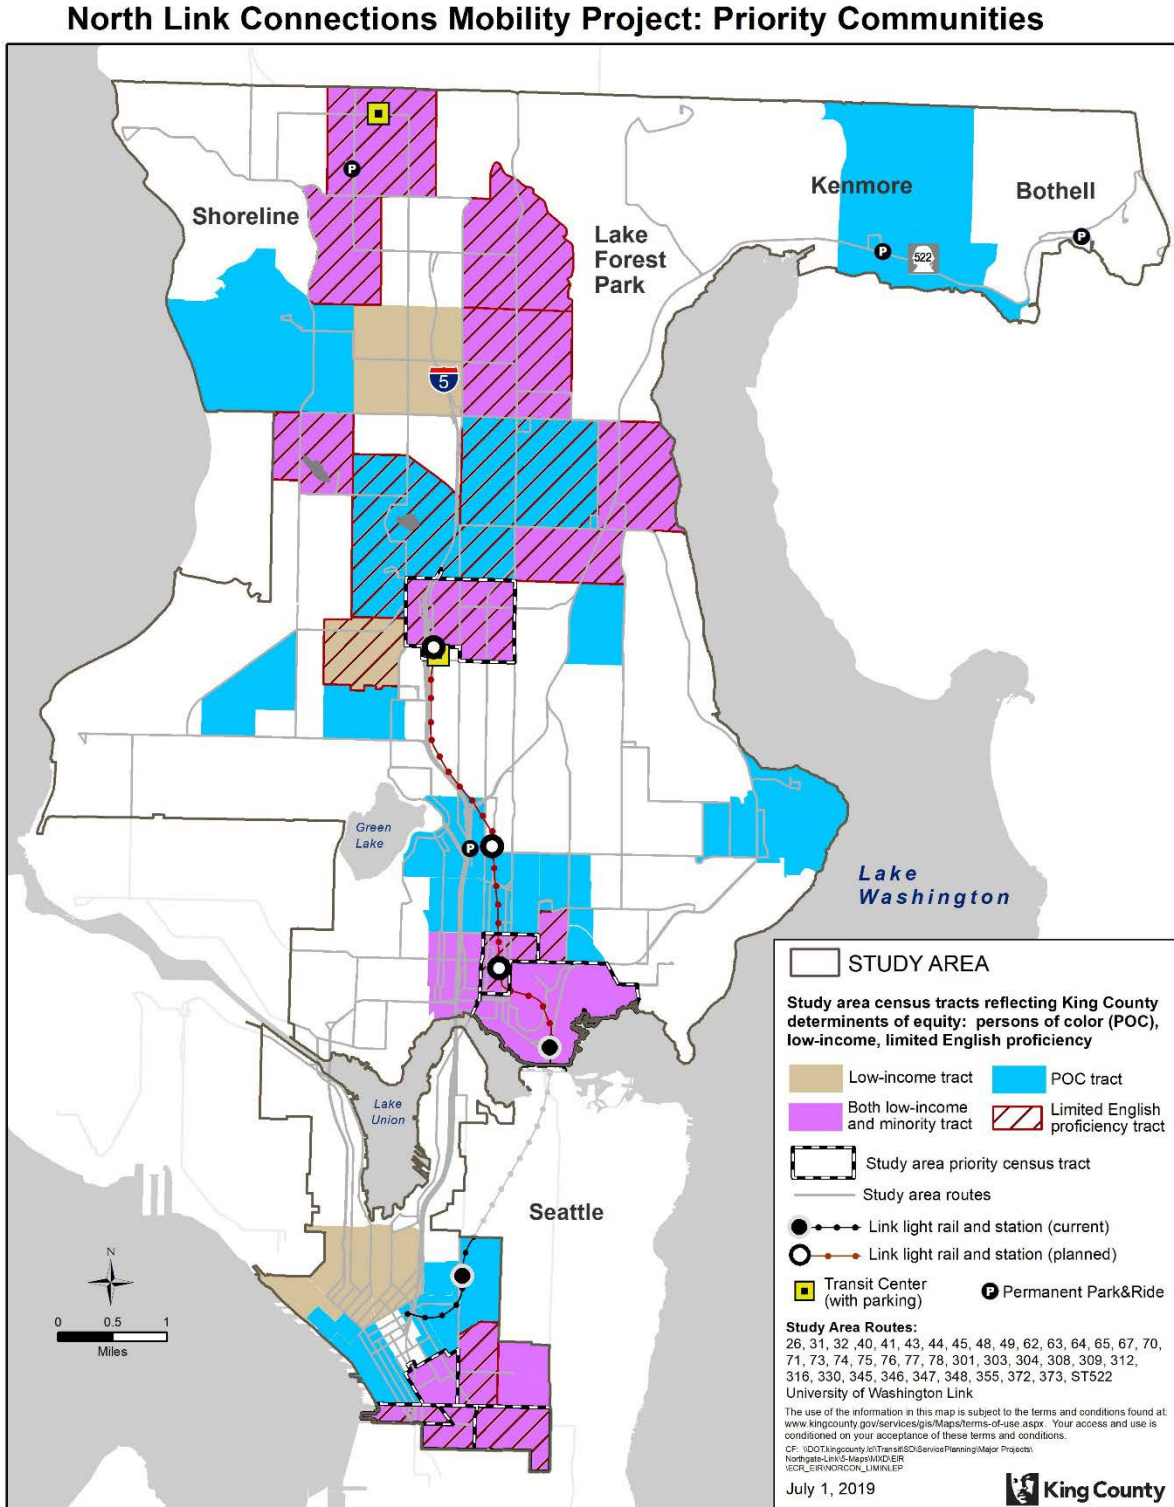 North Link Connections Mobility Project: Priority Communities
Shoreline
Lake
Forest
Park
Kenmore
Bothell
522
P
P
P
5
Green
Lake
P
Lake
Washington
Lake
Union
Seattle
N
0 0.5 1
Miles
STUDY AREA
Study area census tracts reflecting King County
determinents of equity: persons of color (POC),
low-income, limited English proficiency
Low-income tract
POC tract
Both low-income
and minority tract
Limited English
proficiency tract
Study area priority census tract
Study area routes
Link light rail and station (current)
Link light rail and station (planned)
Transit Center
(with parking)
P Permanent Park&Ride
Study Area Routes:
26, 31, 32 ,40, 41, 43, 44, 45, 48, 49, 62, 63, 64, 65, 67, 70,
71, 73, 74, 75, 76, 77, 78, 301, 303, 304, 308, 309, 312,
316, 330, 345, 346, 347, 348, 355, 372, 373, ST522
University of Washington Link
The use of the information in this map is subject to the terms and conditions found at:
www.kingcounty.gov/services/gis/Maps/terms-of-use.aspx. Your access and use is
conditioned on your acceptance of these terms and conditions.
July 1, 2019
King County